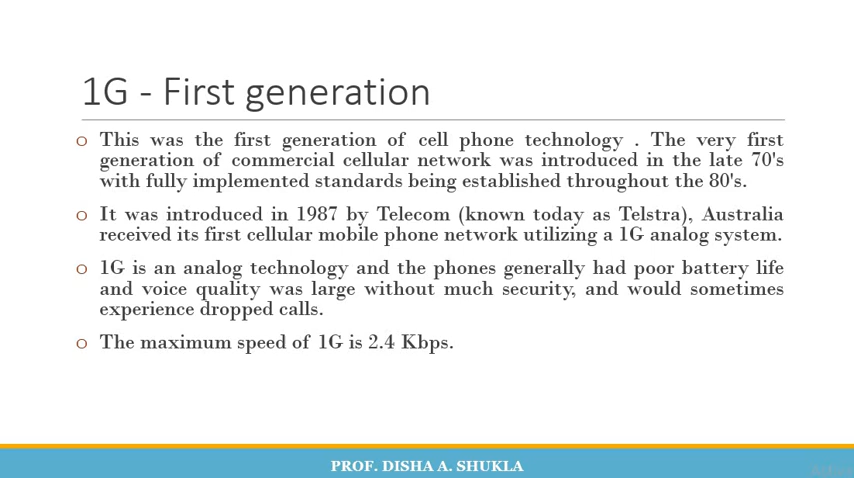 1G - First generation
o This was the first generation of cell phone technology . The very first
generation of commercial cellular network was introduced in the late 70's
with fully implemented standards being established throughout the 80's.
o It was introduced in 1987 by Telecom (known today as Telstra), Australia
received its first cellular mobile phone network utilizing a 1G analog system.
o 1G is an analog technology and the phones generally had poor battery life
and voice quality was large without much security, and would sometimes
experience dropped calls.
o The maximum speed of 1G is 2.4 Kbps.
PROF. DISHA A. SHUKLA